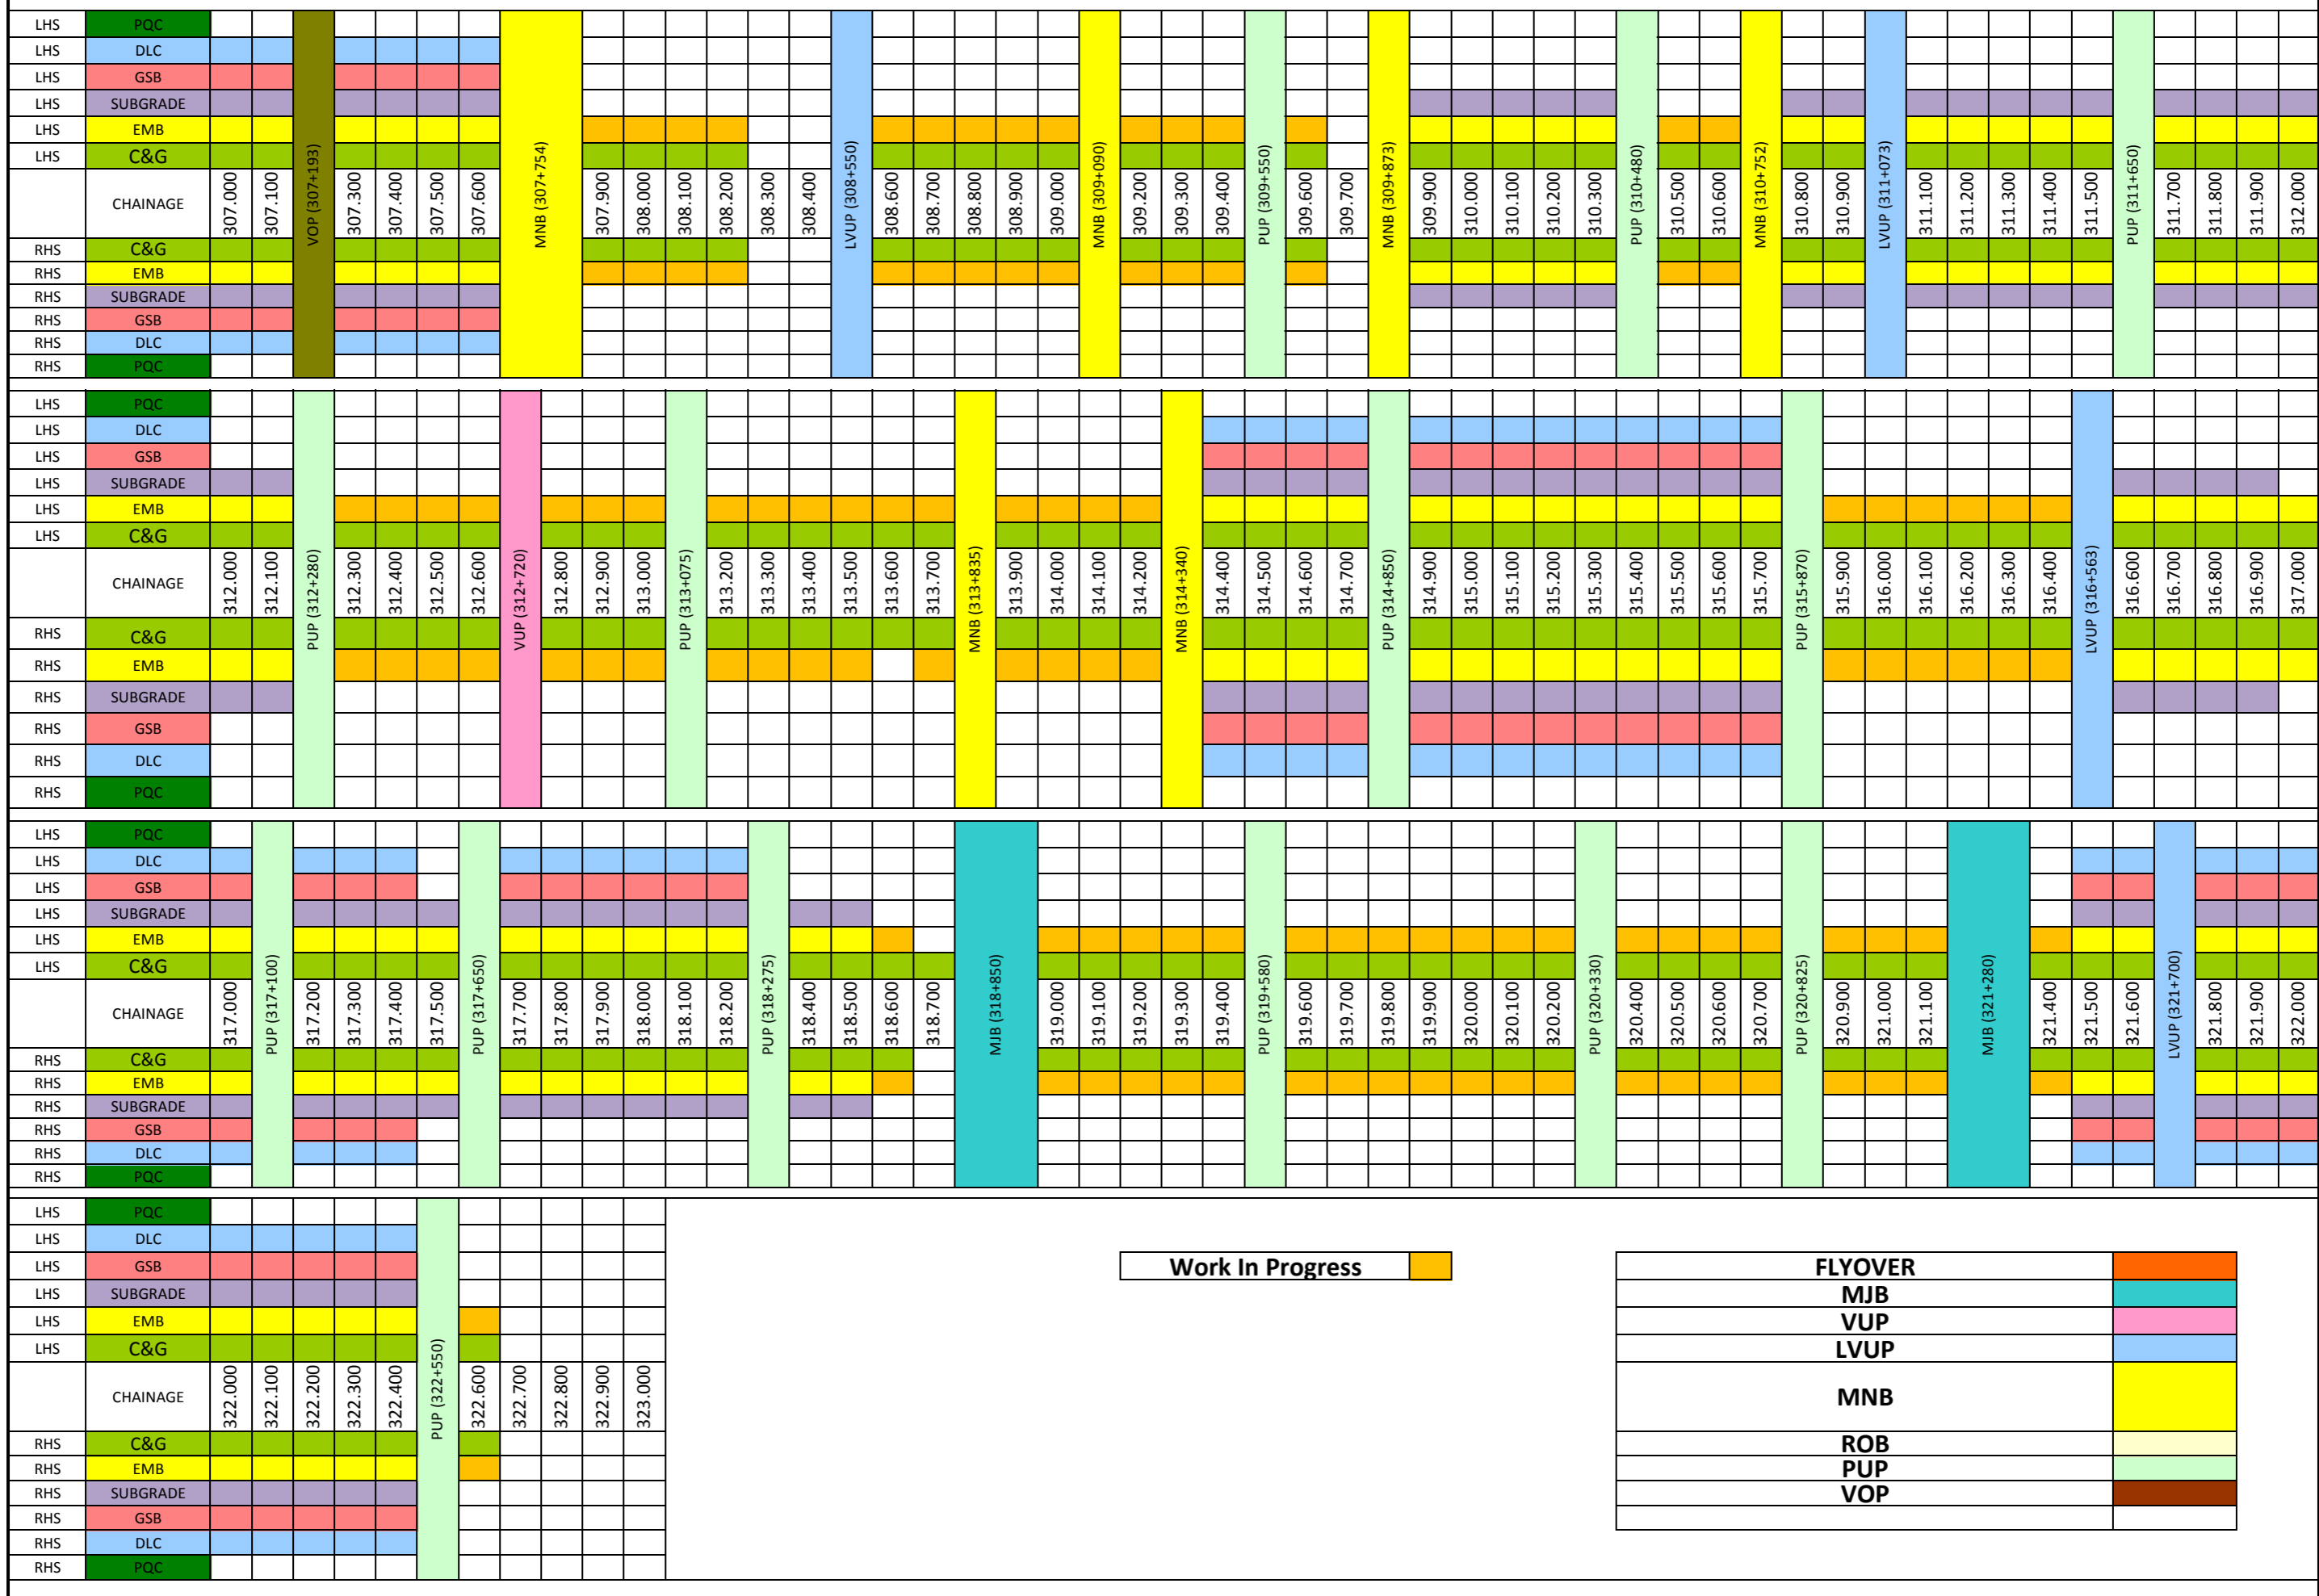 LHS PQC
LHS DLC
LHS GSB
LHS SUBGRADE
LHS EMB
LHS C&G
CHAINAGE 307.000 307.100 VOP (307+193) 307.300 307.400 307.500 307.600 MNB (307+754) 307.900 308.000 308.100 308.200 308.300 308.400 LVUP (308+550) 308.600 308.700 308.800 308.900 309.000 MNB (309+090) 309.200 309.300 309.400 PUP (309+550) 309.600 309.700 MNB (309+873) 309.900 310.000 310.100 310.200 310.300 PUP (310+480) 310.500 310.600 MNB (310+752) 310.800 310.900 LVUP (311+073) 311.100 311.200 311.300 311.400 311.500 PUP (311+650) 311.700 311.800 311.900 312.000
RHS C&G
RHS EMB
RHS SUBGRADE
RHS GSB
RHS DLC
RHS PQC
LHS PQC
LHS DLC
LHS GSB
LHS SUBGRADE
LHS EMB
LHS C&G
CHAINAGE 312.000 312.100 PUP (312+280) 312.300 312.400 312.500 312.600 VUP (312+720) 312.800 312.900 313.000 PUP (313+075) 313.200 313.300 313.400 313.500 313.600 313.700 MNB (313+835) 313.900 314.000 314.100 314.200 MNB (314+340) 314.400 314.500 314.600 314.700 PUP (314+850) 314.900 315.000 315.100 315.200 315.300 315.400 315.500 315.600 315.700 PUP (315+870) 315.900 316.000 316.100 316.200 316.300 316.400 LVUP (316+563) 316.600 316.700 316.800 316.900 317.000
RHS C&G
RHS EMB
RHS SUBGRADE
RHS GSB
RHS DLC
RHS PQC
LHS PQC
LHS DLC
LHS GSB
LHS SUBGRADE
LHS EMB
LHS C&G
CHAINAGE 317.000 PUP (317+100) 317.200 317.300 317.400 317.500 PUP (317+650) 317.700 317.800 317.900 318.000 318.100 318.200 PUP (318+275) 318.400 318.500 318.600 318.700 MJB (318+850) 319.000 319.100 319.200 319.300 319.400 PUP (319+580) 319.600 319.700 319.800 319.900 320.000 320.100 320.200 PUP (320+330) 320.400 320.500 320.600 320.700 PUP (320+825) 320.900 321.000 321.100 MJB (321+280) 321.400 321.500 321.600 LVUP (321+700) 321.800 321.900 322.000
RHS C&G
RHS EMB
RHS SUBGRADE
RHS GSB
RHS DLC
RHS PQC
LHS PQC
LHS DLC
LHS GSB
LHS SUBGRADE
LHS EMB
LHS C&G
CHAINAGE 322.000 322.100 322.200 322.300 322.400 PUP (322+550) 322.600 322.700 322.800 322.900 323.000
RHS C&G
RHS EMB
RHS SUBGRADE
RHS GSB
RHS DLC
RHS PQC
Work In Progress
FLYOVER
MJB
VUP
LVUP
MNB
ROB
PUP
VOP